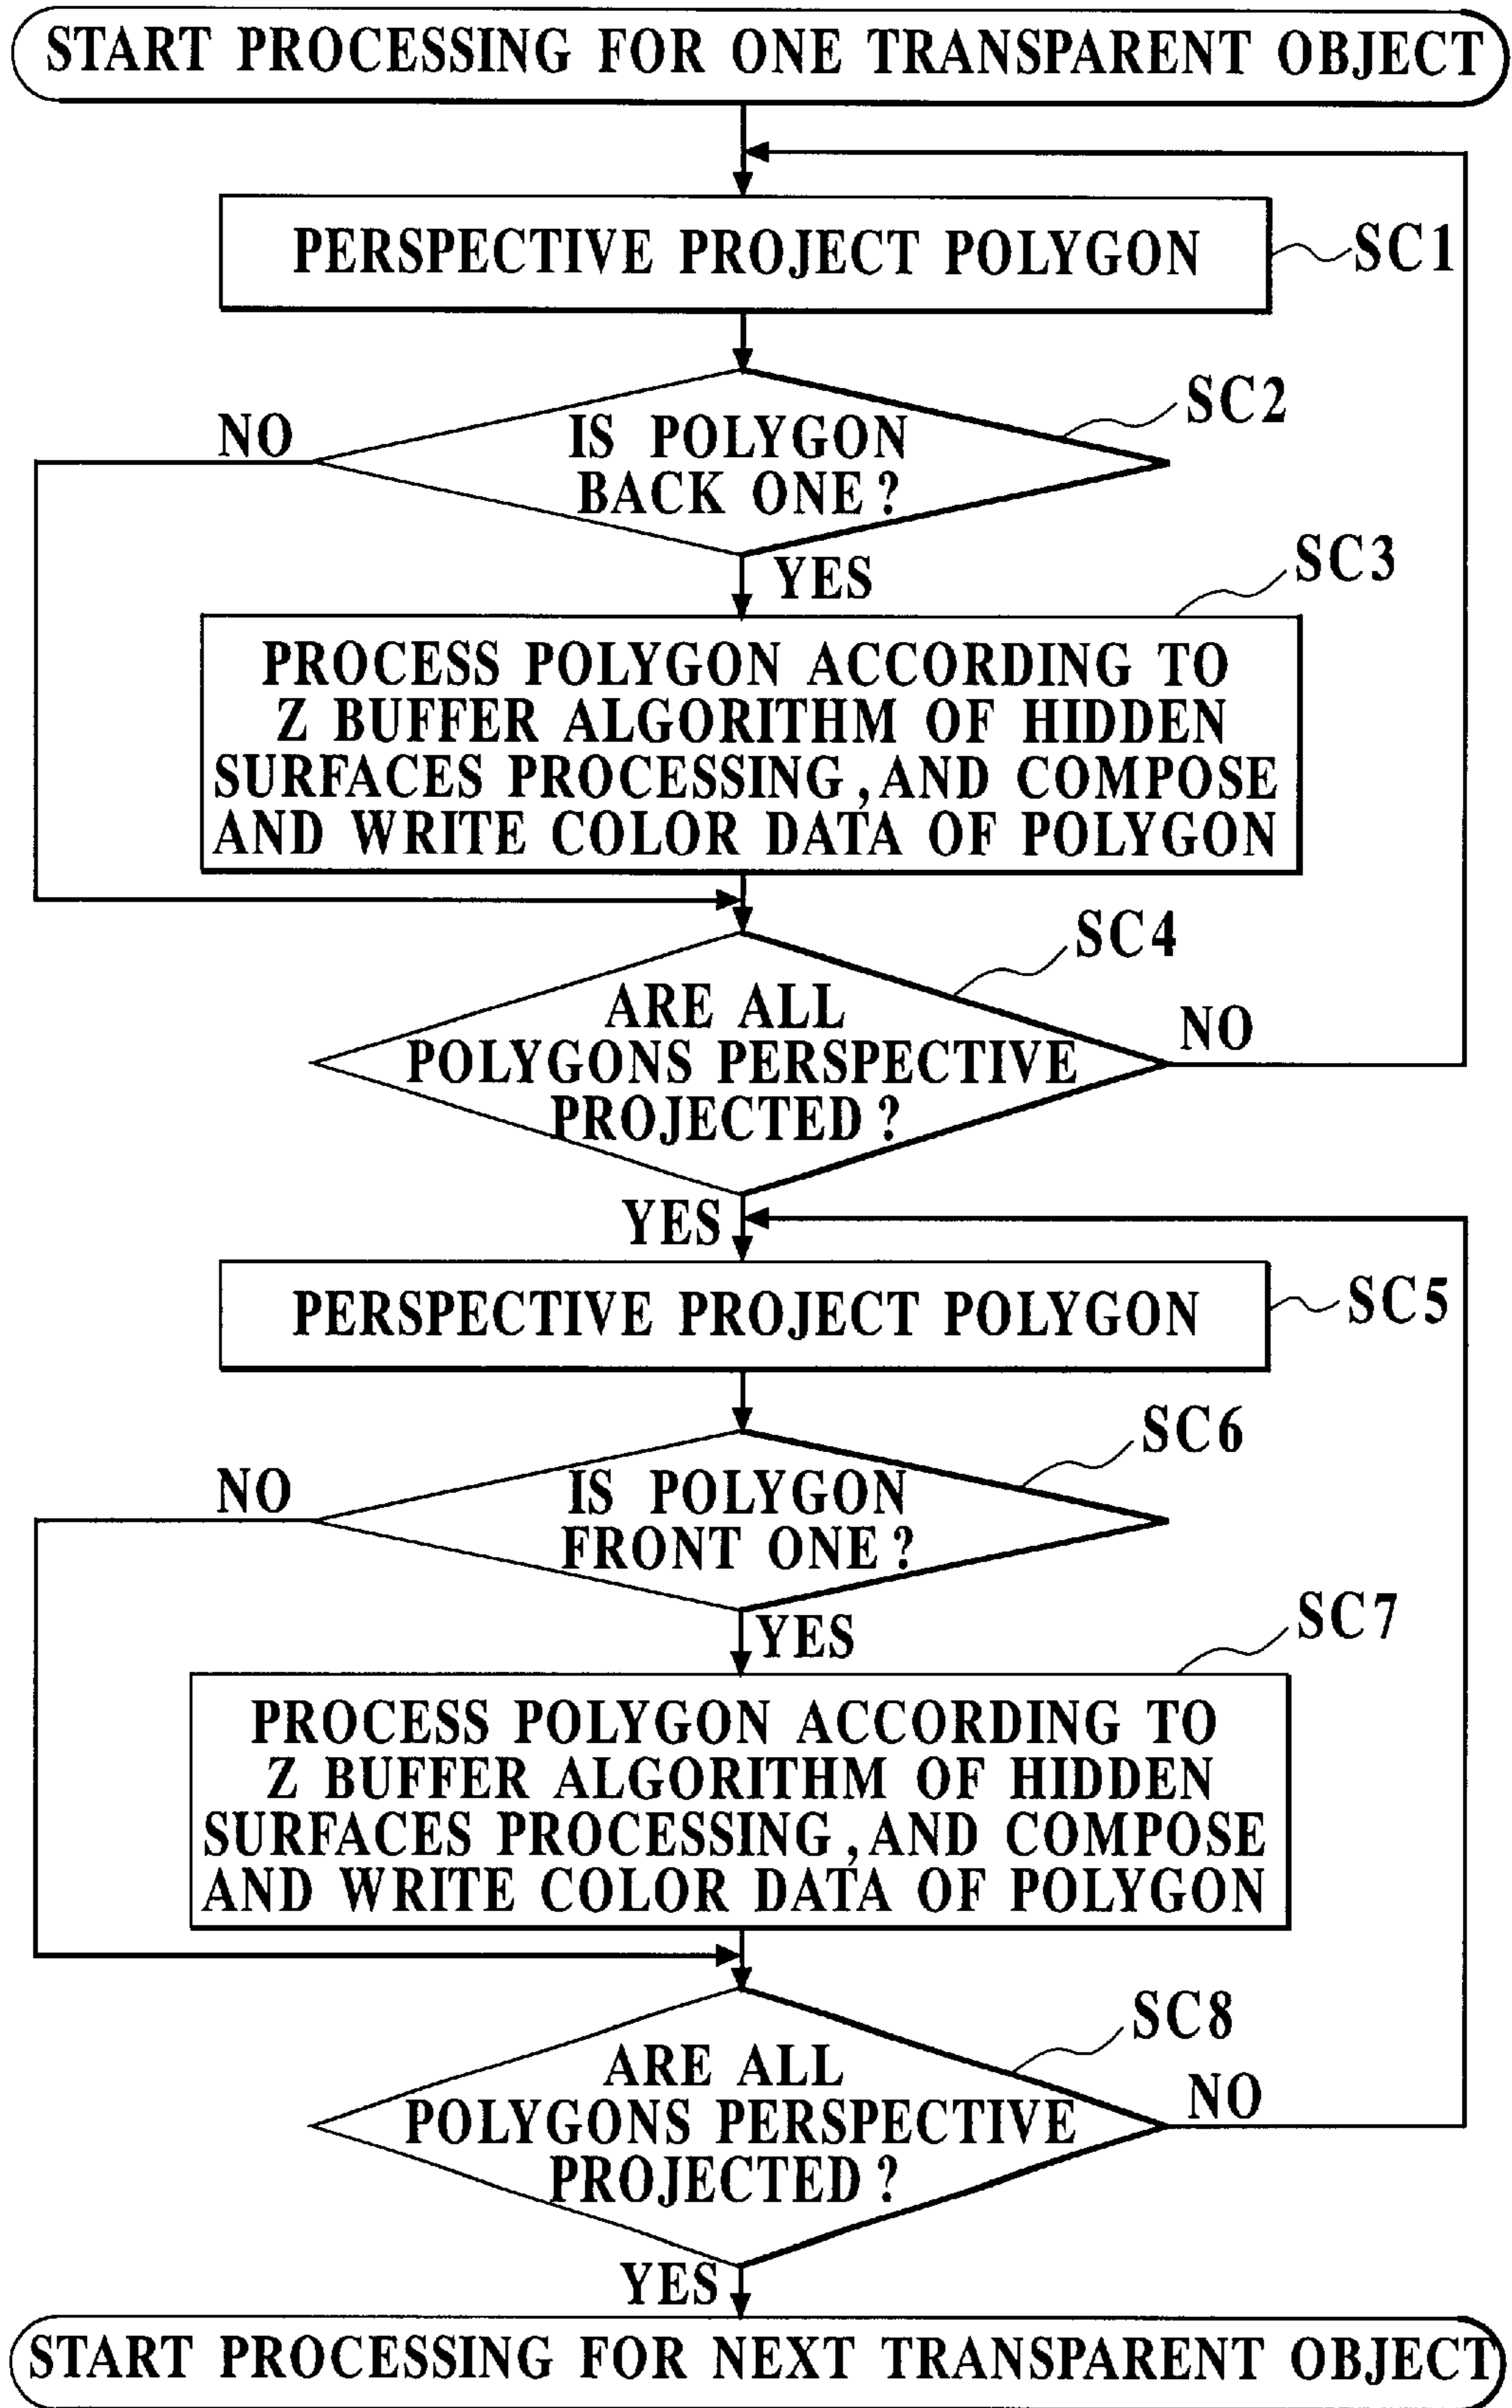 START PROCESSING FOR ONE TRANSPARENT OBJECT
PERSPECTIVE PROJECT POLYGON
SC1
SC2
NO
IS POLYGON
BACK ONE?
YES
SC3
PROCESS POLYGON ACCORDING TO
Z BUFFER ALGORITHM OF HIDDEN
SURFACES PROCESSING, AND COMPOSE
AND WRITE COLOR DATA OF POLYGON
SC4
ARE ALL
POLYGONS PERSPECTIVE
PROJECTED?
NO
YES
PERSPECTIVE PROJECT POLYGON
SC5
SC6
NO
IS POLYGON
FRONT ONE?
YES
SC7
PROCESS POLYGON ACCORDING TO
Z BUFFER ALGORITHM OF HIDDEN
SURFACES PROCESSING, AND COMPOSE
AND WRITE COLOR DATA OF POLYGON
SC8
ARE ALL
POLYGONS PERSPECTIVE
PROJECTED?
NO
YES
START PROCESSING FOR NEXT TRANSPARENT OBJECT